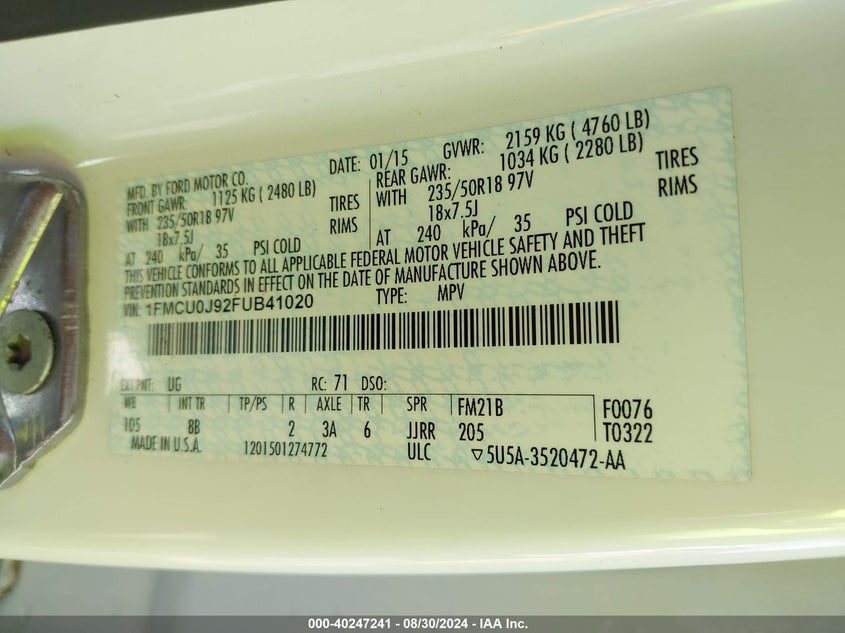 MFD. BY FORD MOTOR CO.
DATE: 01/15 GVWR: 2159 KG ( 4760 LB)
FRONT GAWR: 1125 KG ( 2480 LB)
REAR GAWR: 1034 KG ( 2280 LB)
WITH 235/50R18 97V TIRES
WITH 235/50R18 97V TIRES
18x7.5J RIMS
18x7.5J RIMS
AT 240 kPa/ 35 PSI COLD
AT 240 kPa/ 35 PSI COLD
THIS VEHICLE CONFORMS TO ALL APPLICABLE FEDERAL MOTOR VEHICLE SAFETY AND THEFT
PREVENTION STANDARDS IN EFFECT ON THE DATE OF MANUFACTURE SHOWN ABOVE.
VIN: 1FMCU0J92FUB41020 TYPE: MPV
EXT PNT: UG RC: 71 DSO:
WB INT TR TP/PS R AXLE TR SPR FM21B F0076
105 8B 2 3A 6 JJRR 205 T0322
MADE IN U.S.A. 1201501274772 ULC ▽5U5A-3520472-AA
000-40247241 - 08/30/2024 - IAA Inc.